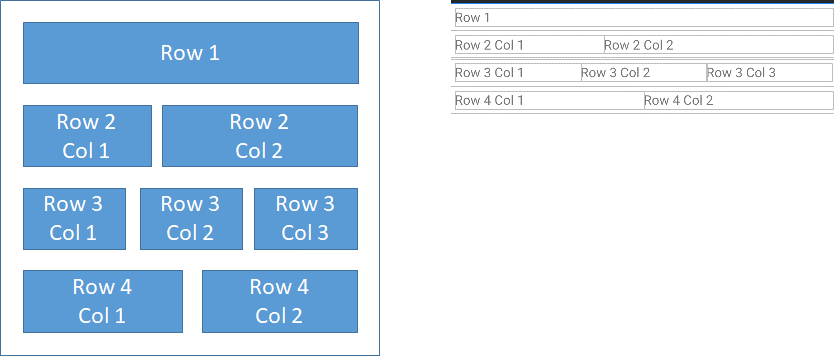 Row 1
Row 2
Col 1
Row 2
Col 2
Row 3
Col 1
Row 3
Col 2
Row 3
Col 3
Row 4
Col 1
Row 4
Col 2
Row 1
Row 2 Col 1
Row 2 Col 2
Row 3 Col 1
Row 3 Col 2
Row 3 Col 3
Row 4 Col 1
Row 4 Col 2